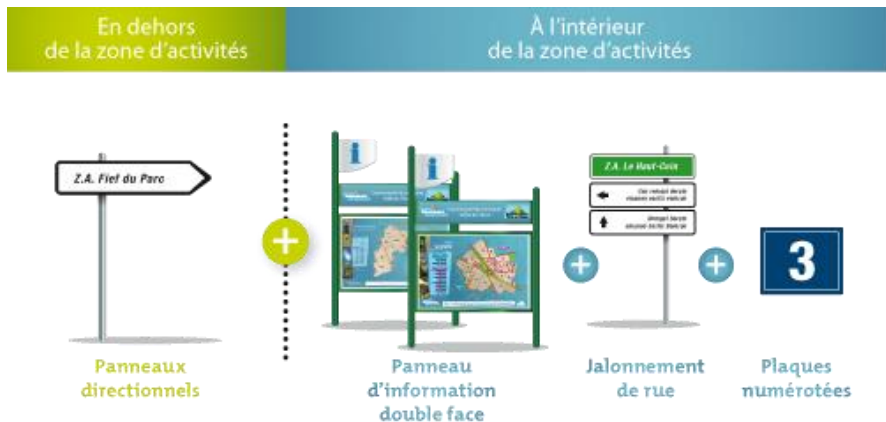 En dehors
de la zone d'activités
À l'intérieur
de la zone d'activités
Z.A. Fief du Parc
i
i
Z.A. Le Haut-Coin
3
Panneaux
directionnels
Panneau
d'information
double face
Jalonnement
de rue
Plaques
numérotées